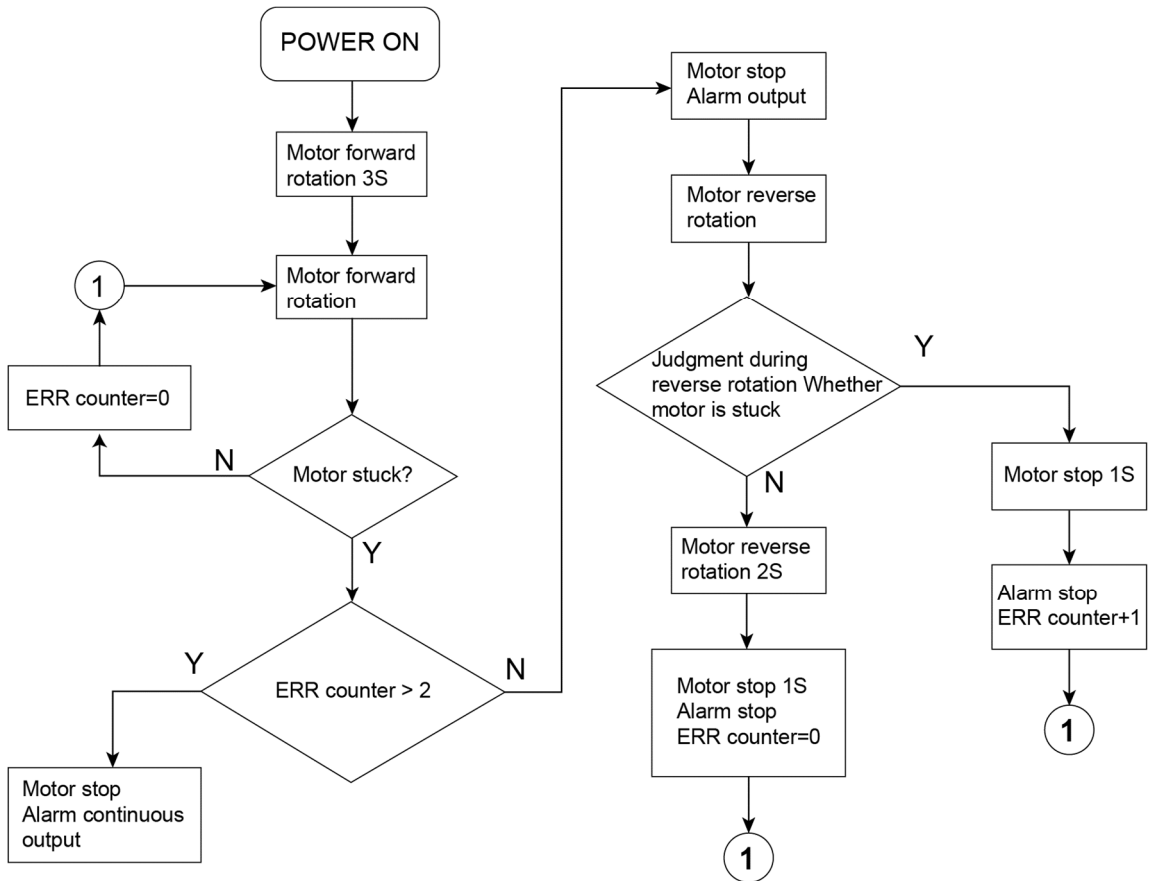 POWER ON
Motor forward
rotation 3S
Motor forward
rotation
1
ERR counter=0
N
Motor stuck?
Y
Y
ERR counter > 2
N
Motor stop
Alarm continuous
output
Motor stop
Alarm output
Motor reverse
rotation
Judgment during
reverse rotation Whether
motor is stuck
Y
N
Motor reverse
rotation 2S
Motor stop 1S
Alarm stop
ERR counter=0
1
Motor stop 1S
Alarm stop
ERR counter+1
1